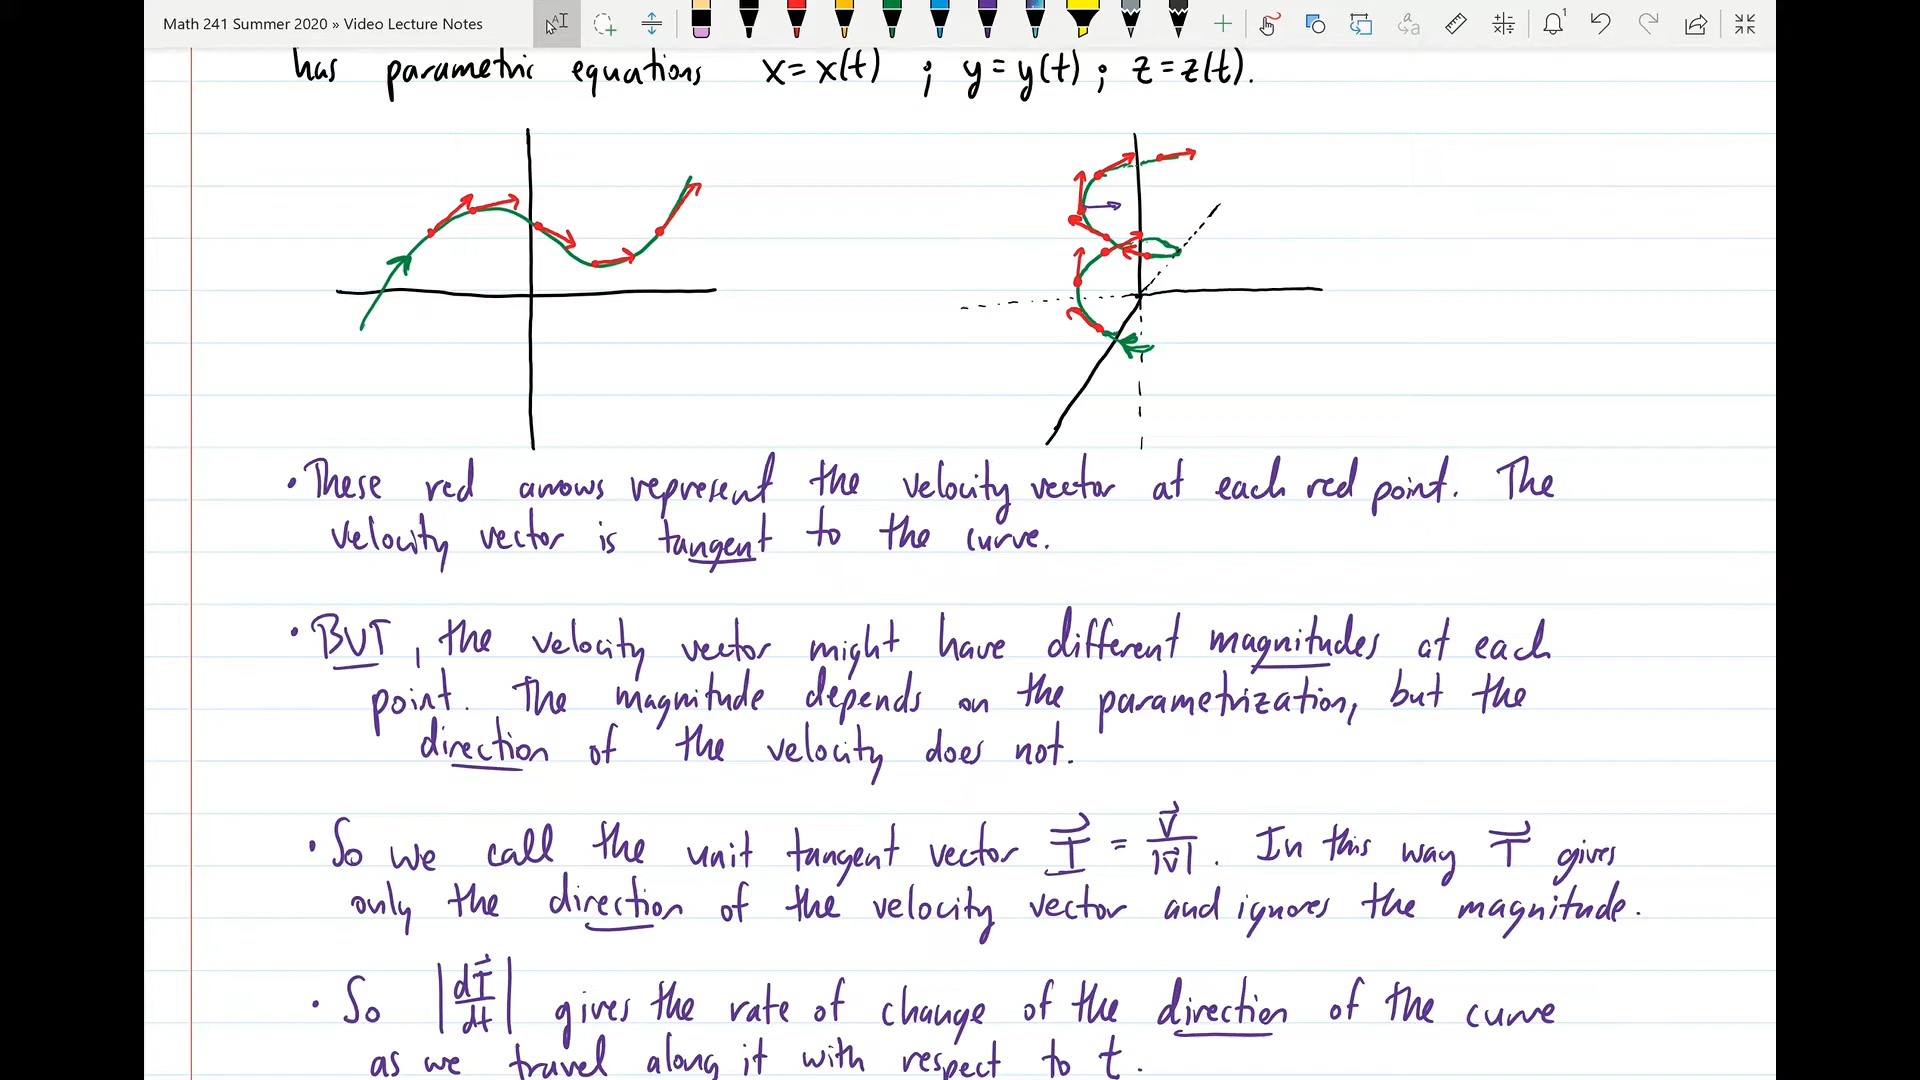 Math 241 Summer 2020 » Video Lecture Notes
has parametric equations x = x(t) ; y = y(t) ; z = z(t).
• These red arrows represent the velocity vector at each red point. The
velocity vector is tangent to the curve.
• BUT, the velocity vector might have different magnitudes at each
point. The magnitude depends on the parametrization, but the
direction of the velocity does not.
• So we call the unit tangent vector T⃗ = v⃗/|v⃗|. In this way T⃗ gives
only the direction of the velocity vector and ignores the magnitude.
• So |dT⃗/dt| gives the rate of change of the direction of the curve
as we travel along it with respect to t.